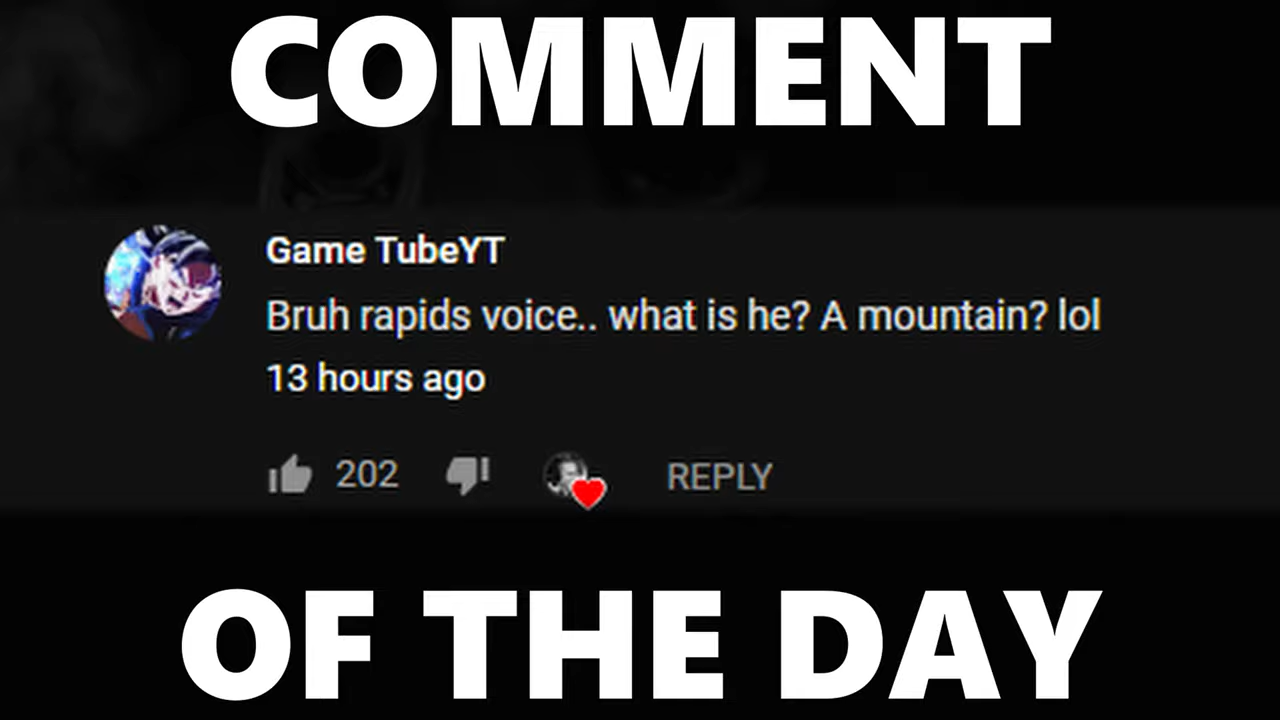 COMMENT
Game TubeYT
Bruh rapids voice.. what is he? A mountain? lol
13 hours ago
202
REPLY
OF THE DAY